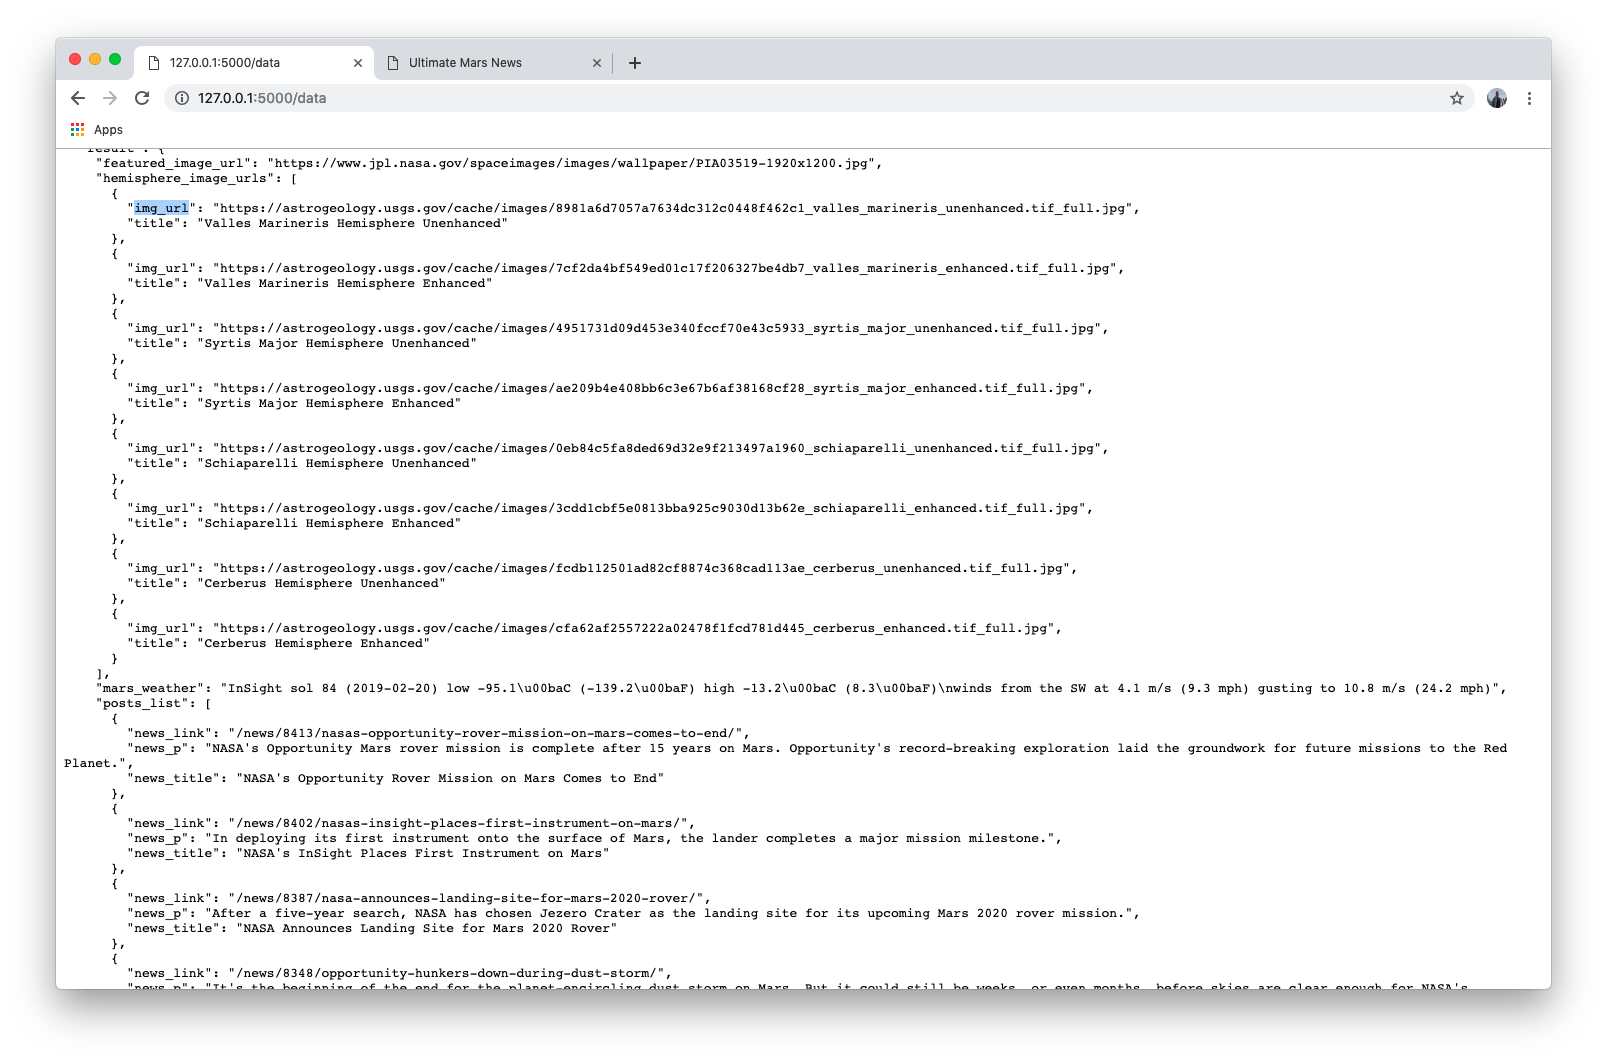 127.0.0.1:5000/data
Ultimate Mars News
127.0.0.1:5000/data
Apps
"result": {
"featured_image_url": "https://www.jpl.nasa.gov/spaceimages/images/wallpaper/PIA03519-1920x1200.jpg",
"hemisphere_image_urls": [
{
"img_url": "https://astrogeology.usgs.gov/cache/images/8981a6d7057a7634dc312c0448f462c1_valles_marineris_unenhanced.tif_full.jpg",
"title": "Valles Marineris Hemisphere Unenhanced"
},
{
"img_url": "https://astrogeology.usgs.gov/cache/images/7cf2da4bf549ed01c17f206327be4db7_valles_marineris_enhanced.tif_full.jpg",
"title": "Valles Marineris Hemisphere Enhanced"
},
{
"img_url": "https://astrogeology.usgs.gov/cache/images/4951731d09d453e340fccf70e43c5933_syrtis_major_unenhanced.tif_full.jpg",
"title": "Syrtis Major Hemisphere Unenhanced"
},
{
"img_url": "https://astrogeology.usgs.gov/cache/images/ae209b4e408bb6c3e67b6af38168cf28_syrtis_major_enhanced.tif_full.jpg",
"title": "Syrtis Major Hemisphere Enhanced"
},
{
"img_url": "https://astrogeology.usgs.gov/cache/images/0eb84c5fa8ded69d32e9f213497a1960_schiaparelli_unenhanced.tif_full.jpg",
"title": "Schiaparelli Hemisphere Unenhanced"
},
{
"img_url": "https://astrogeology.usgs.gov/cache/images/3cdd1cbf5e0813bba925c9030d13b62e_schiaparelli_enhanced.tif_full.jpg",
"title": "Schiaparelli Hemisphere Enhanced"
},
{
"img_url": "https://astrogeology.usgs.gov/cache/images/fcdb112501ad82cf8874c368cad113ae_cerberus_unenhanced.tif_full.jpg",
"title": "Cerberus Hemisphere Unenhanced"
},
{
"img_url": "https://astrogeology.usgs.gov/cache/images/cfa62af2557222a02478f1fcd781d445_cerberus_enhanced.tif_full.jpg",
"title": "Cerberus Hemisphere Enhanced"
}
],
"mars_weather": "InSight sol 84 (2019-02-20) low -95.1\u00baC (-139.2\u00baF) high -13.2\u00baC (8.3\u00baF)\nwinds from the SW at 4.1 m/s (9.3 mph) gusting to 10.8 m/s (24.2 mph)",
"posts_list": [
{
"news_link": "/news/8413/nasas-opportunity-rover-mission-on-mars-comes-to-end/",
"news_p": "NASA's Opportunity Mars rover mission is complete after 15 years on Mars. Opportunity's record-breaking exploration laid the groundwork for future missions to the Red
Planet.",
"news_title": "NASA's Opportunity Rover Mission on Mars Comes to End"
},
{
"news_link": "/news/8402/nasas-insight-places-first-instrument-on-mars/",
"news_p": "In deploying its first instrument onto the surface of Mars, the lander completes a major mission milestone.",
"news_title": "NASA's InSight Places First Instrument on Mars"
},
{
"news_link": "/news/8387/nasa-announces-landing-site-for-mars-2020-rover/",
"news_p": "After a five-year search, NASA has chosen Jezero Crater as the landing site for its upcoming Mars 2020 rover mission.",
"news_title": "NASA Announces Landing Site for Mars 2020 Rover"
},
{
"news_link": "/news/8348/opportunity-hunkers-down-during-dust-storm/",
"news_p": "It's the beginning of the end for the planet-encircling dust storm on Mars. But it could still be weeks, or even months, before skies are clear enough for NASA's